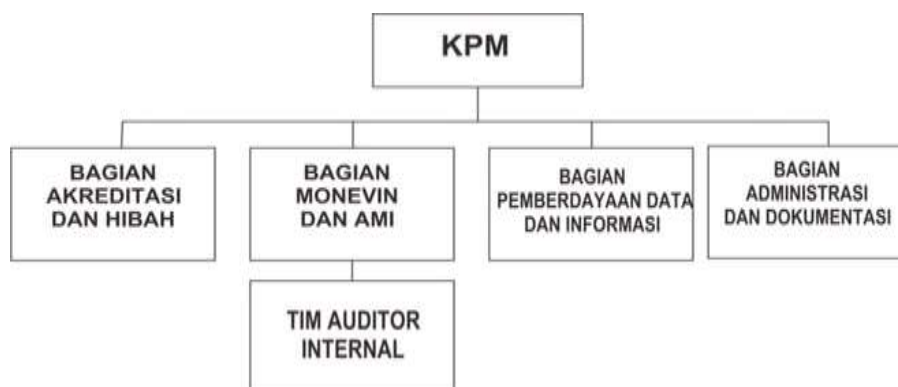 KPM
BAGIAN
AKREDITASI
DAN HIBAH
BAGIAN
MONEVIN
DAN AMI
BAGIAN
PEMBERDAYAAN DATA
DAN INFORMASI
BAGIAN
ADMINISTRASI
DAN DOKUMENTASI
TIM AUDITOR
INTERNAL